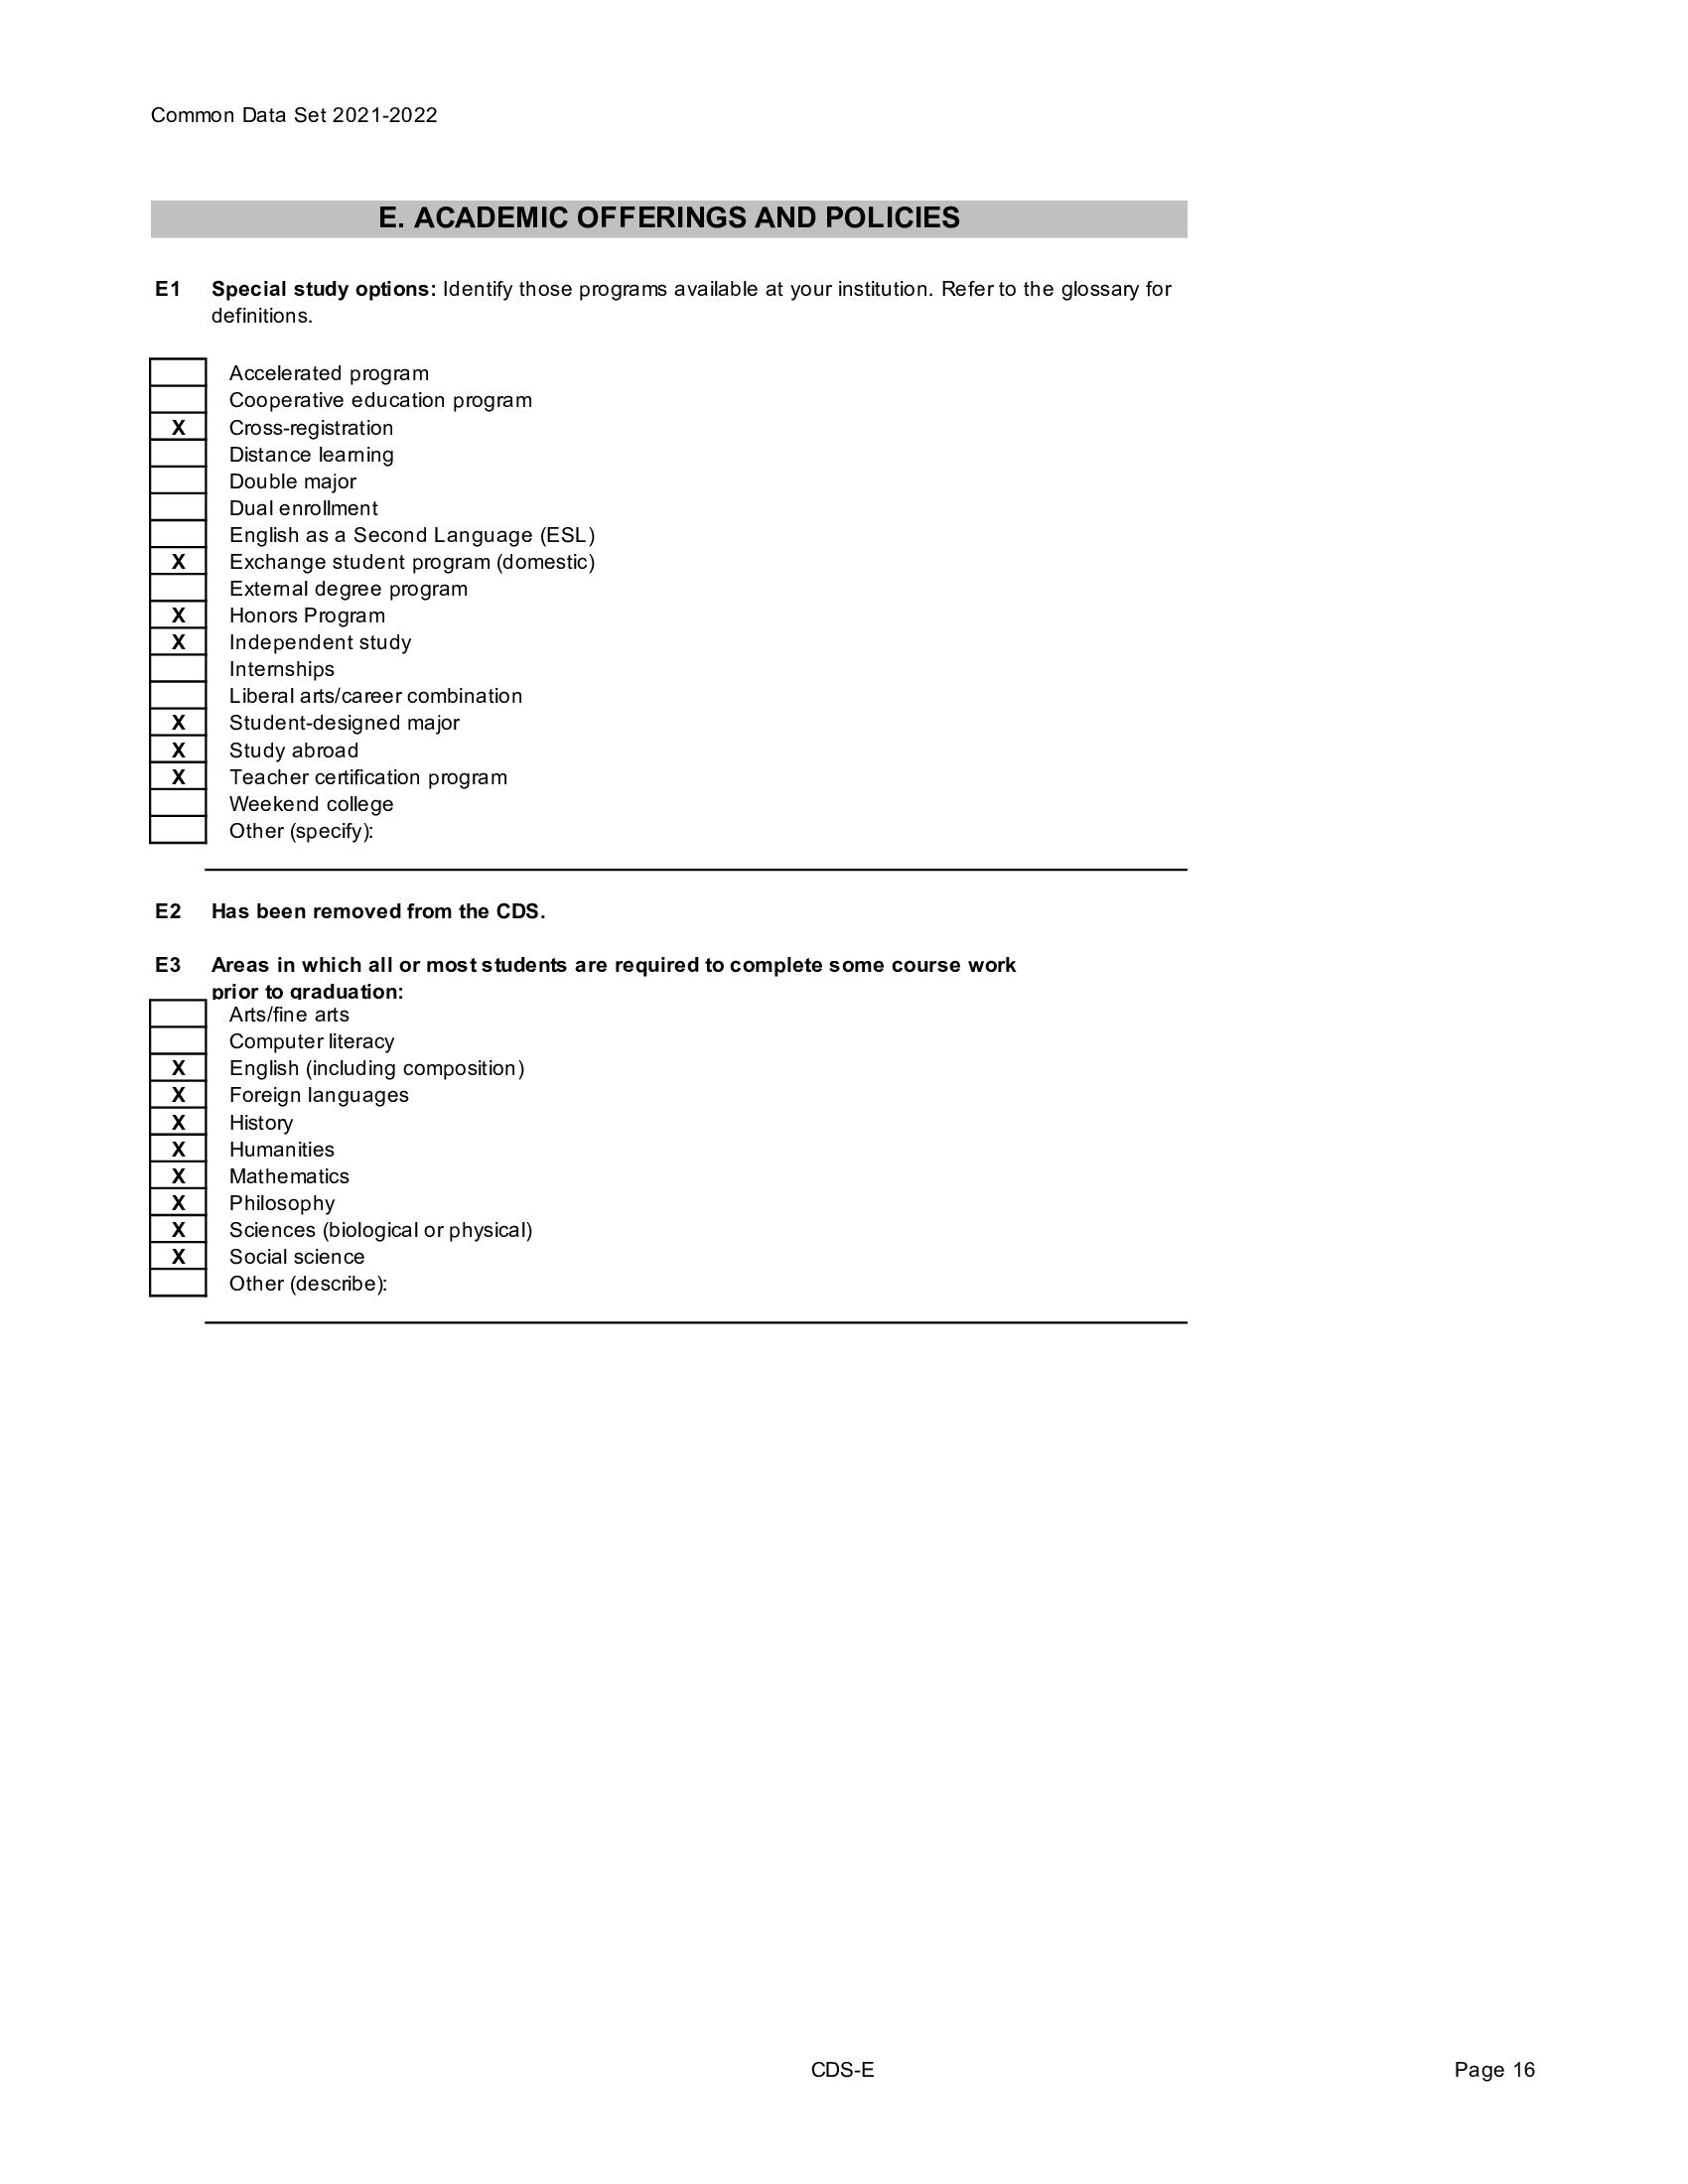 Common Data Set 2021-2022
E. ACADEMIC OFFERINGS AND POLICIES
E1 Special study options: Identify those programs available at your institution. Refer to the glossary for
definitions.
Accelerated program
Cooperative education program
X Cross-registration
Distance learning
Double major
Dual enrollment
English as a Second Language (ESL)
X Exchange student program (domestic)
External degree program
X Honors Program
X Independent study
Internships
Liberal arts/career combination
X Student-designed major
X Study abroad
X Teacher certification program
Weekend college
Other (specify):
E2 Has been removed from the CDS.
E3 Areas in which all or most students are required to complete some course work
prior to graduation:
Arts/fine arts
Computer literacy
X English (including composition)
X Foreign languages
X History
X Humanities
X Mathematics
X Philosophy
X Sciences (biological or physical)
X Social science
Other (describe):
CDS-E Page 16